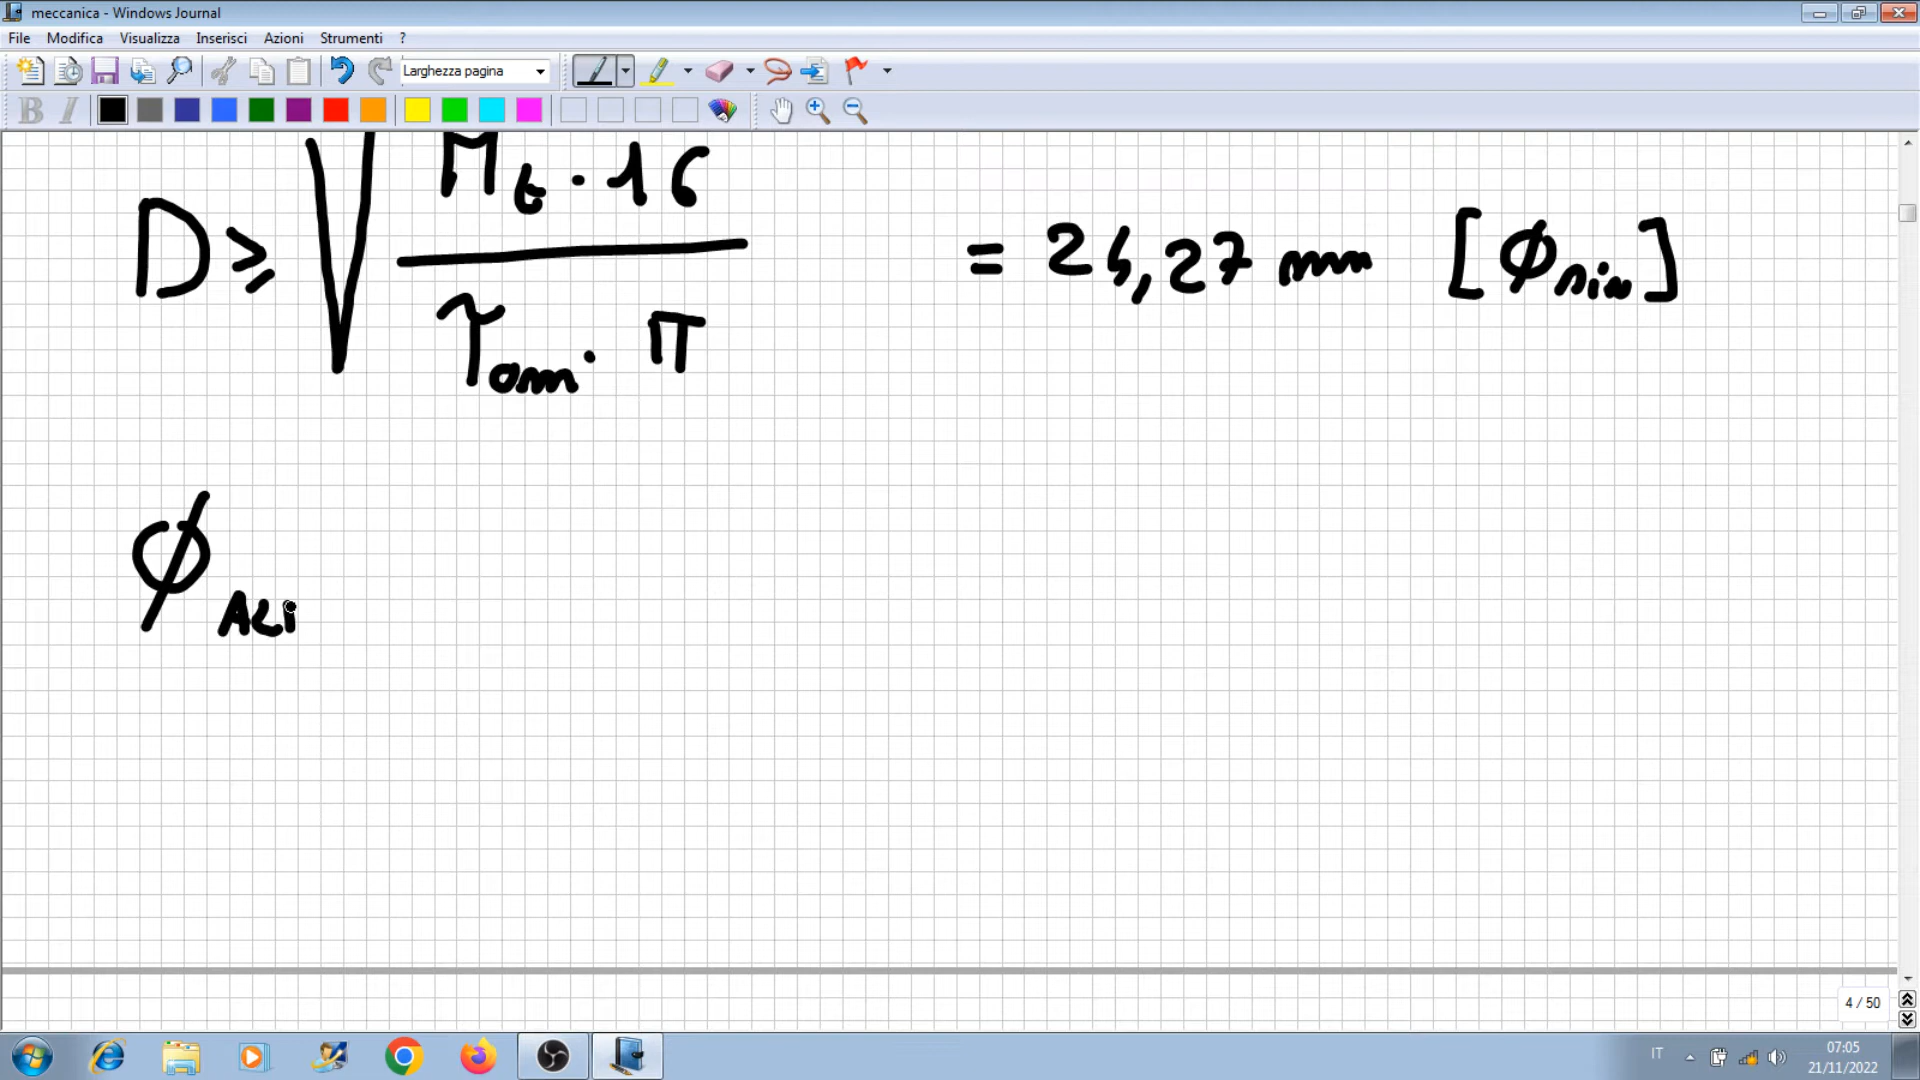 meccanica - Windows Journal
File Modifica Visualizza Inserisci Azioni Strumenti ?
Larghezza pagina
B I
D ≥ √ Mt · 16 / τam · π = 24,27 mm [φmin]
φALi
4 / 50
IT
07:05
21/11/2022